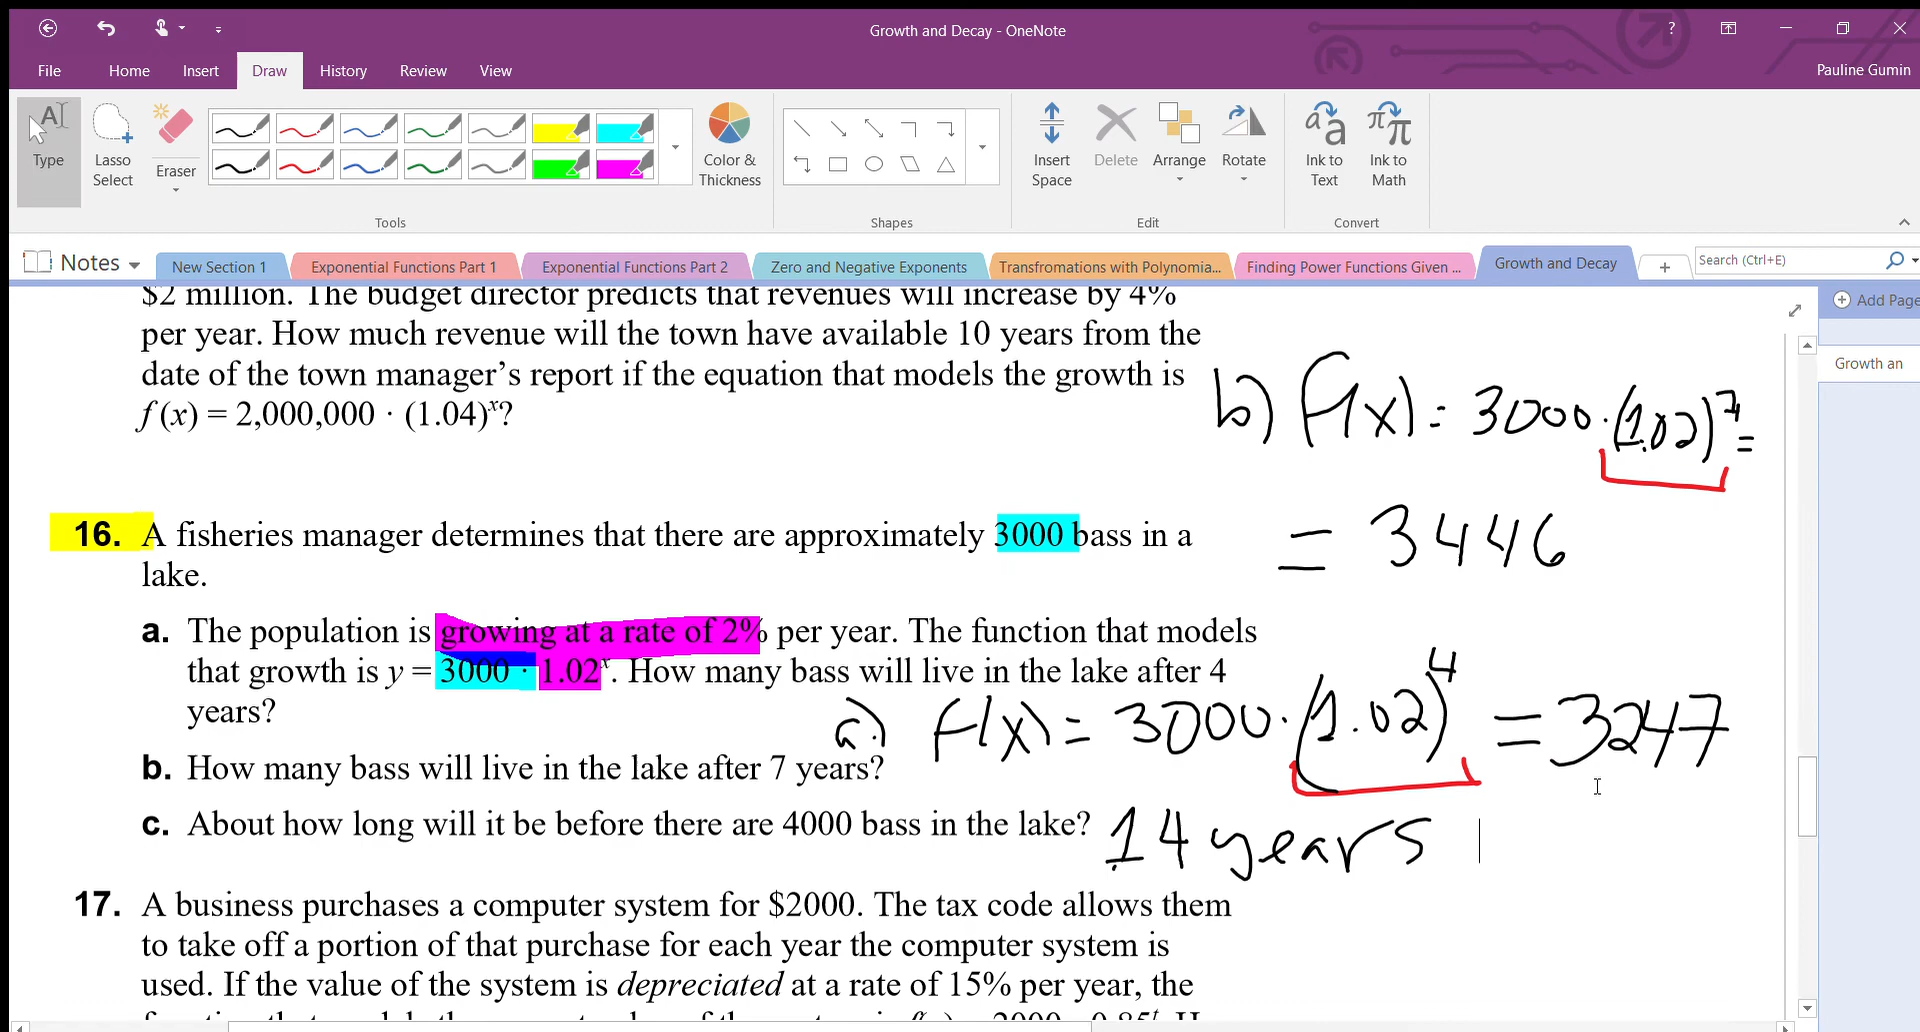 Growth and Decay - OneNote
?
Pauline Gumin
File Home Insert Draw History Review View
Type
Lasso Select
Eraser
Color & Thickness
Insert Space
Delete
Arrange
Rotate
Ink to Text
Ink to Math
Tools Shapes Edit Convert
Notes
New Section 1
Exponential Functions Part 1
Exponential Functions Part 2
Zero and Negative Exponents
Transfromations with Polynomia...
Finding Power Functions Given ...
Growth and Decay
+
Search (Ctrl+E)
Add Page
Growth an
$2 million. The budget director predicts that revenues will increase by 4%
per year. How much revenue will the town have available 10 years from the
date of the town manager's report if the equation that models the growth is
f (x) = 2,000,000 · (1.04)ˣ?
b) f(x) = 3000 · (1.02)⁷ =
= 3446
16. A fisheries manager determines that there are approximately 3000 bass in a
lake.
a. The population is growing at a rate of 2% per year. The function that models
that growth is y = 3000 · 1.02ˣ. How many bass will live in the lake after 4
years?
a.) f(x) = 3000 · (1.02)⁴ = 3247
b. How many bass will live in the lake after 7 years?
c. About how long will it be before there are 4000 bass in the lake?
14 years
17. A business purchases a computer system for $2000. The tax code allows them
to take off a portion of that purchase for each year the computer system is
used. If the value of the system is depreciated at a rate of 15% per year, the